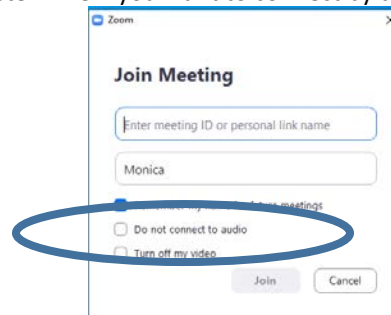 Zoom
Join Meeting
Enter meeting ID or personal link name
Monica
meetings
Do not connect to audio
Turn off my video
Join Cancel